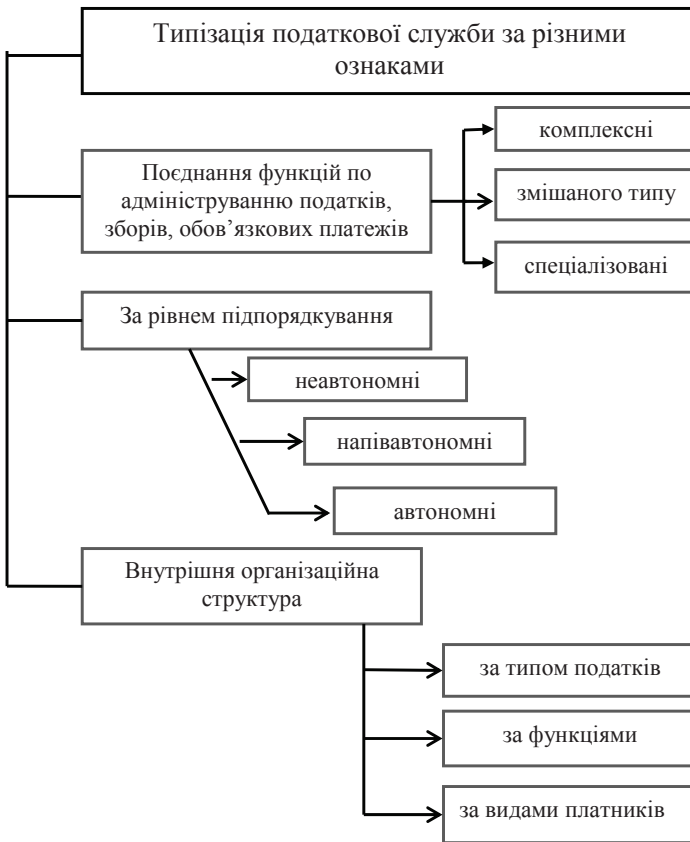 Типізація податкової служби за різними
ознаками
комплексні
Поєднання функцій по
адмініструванню податків,
зборів, обов’язкових платежів
змішаного типу
спеціалізовані
За рівнем підпорядкування
неавтономні
напівавтономні
автономні
Внутрішня організаційна
структура
за типом податків
за функціями
за видами платників